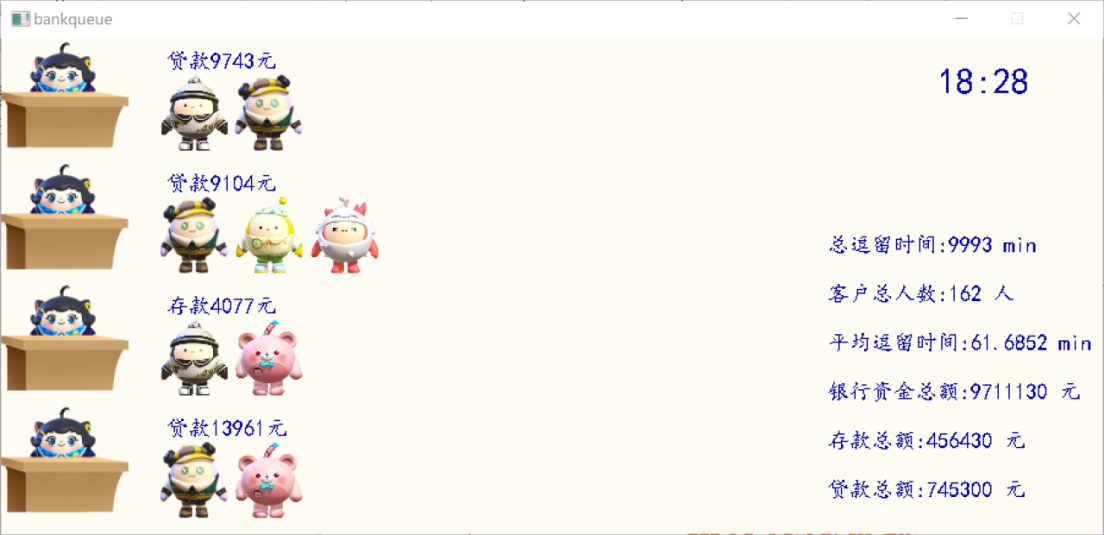 bankqueue
贷款9743元
18:28
贷款9104元
总逗留时间:9993 min
客户总人数:162 人
存款4077元
平均逗留时间:61.6852 min
银行资金总额:9711130 元
贷款13961元
存款总额:456430 元
贷款总额:745300 元